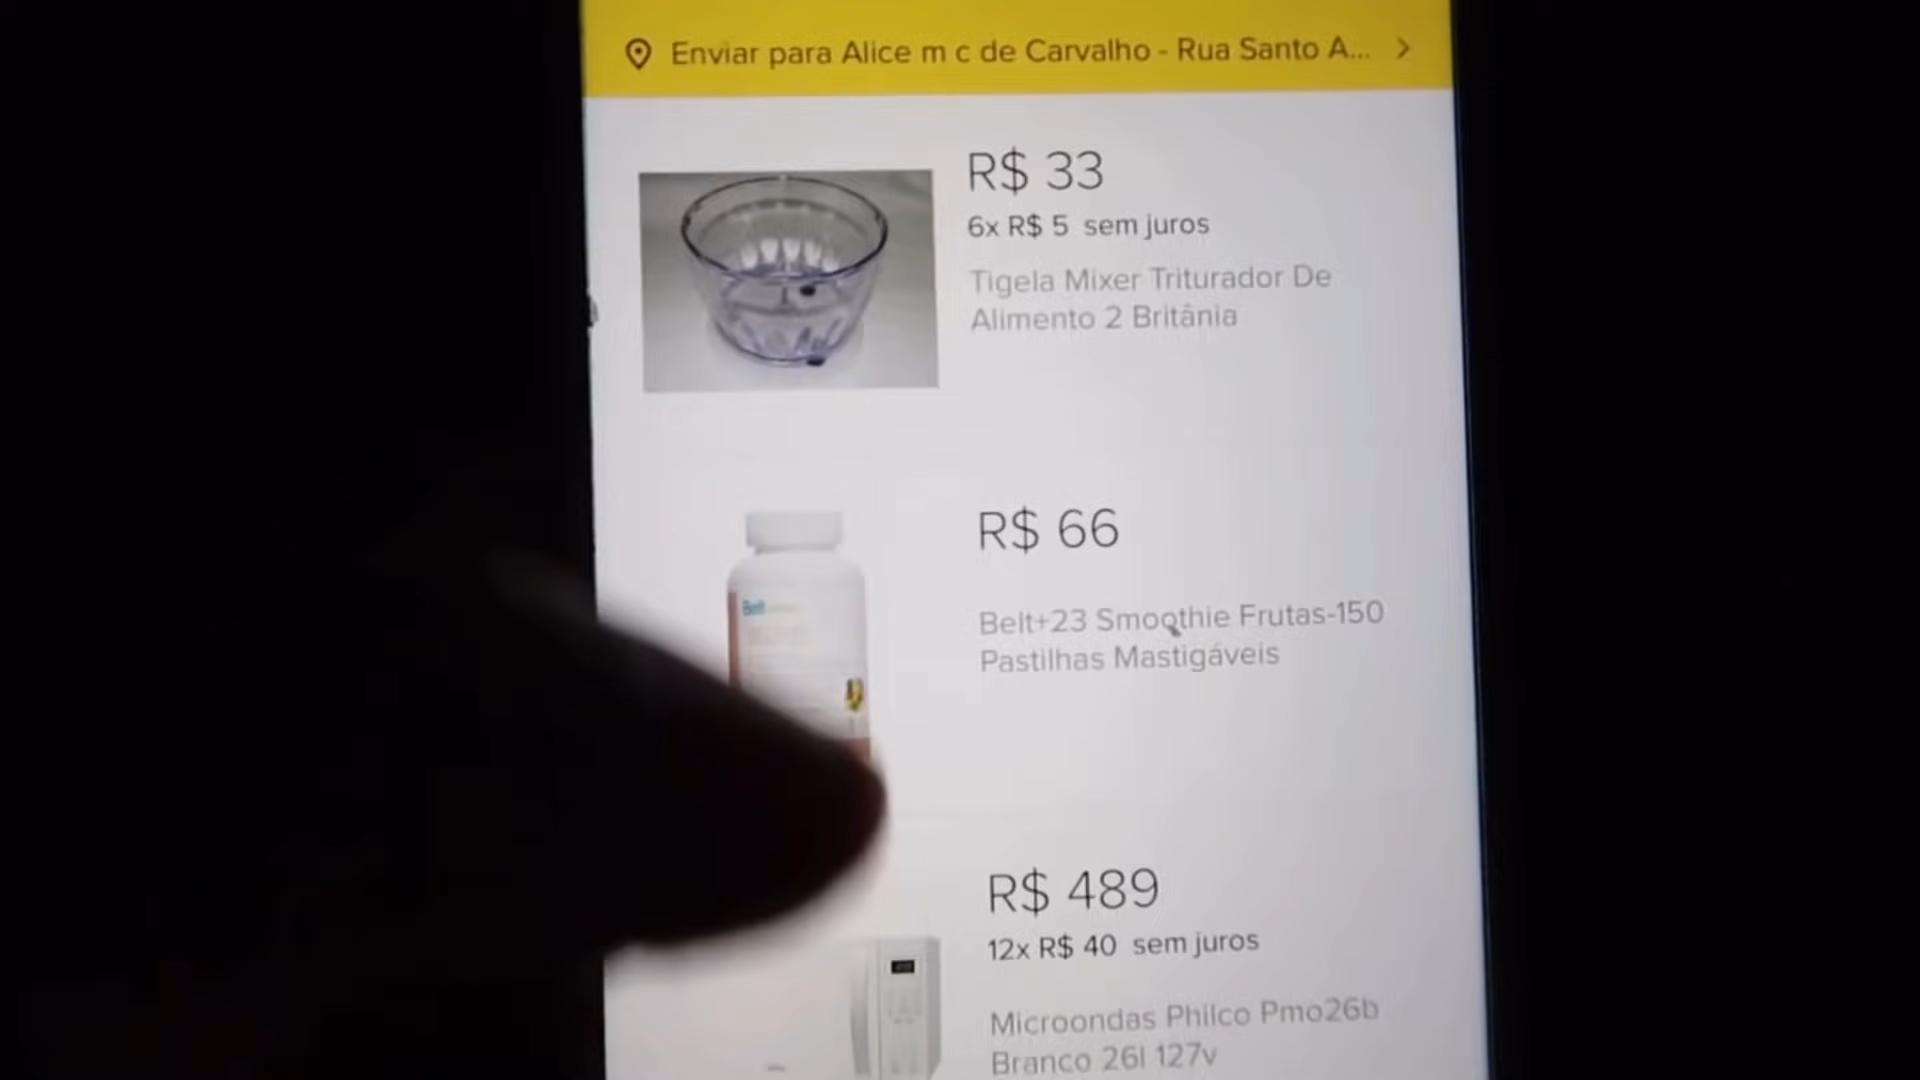 Enviar para Alice m c de Carvalho - Rua Santo A...
R$ 33
6x R$ 5 sem juros
Tigela Mixer Triturador De
Alimento 2 Britânia
R$ 66
Belt
Belt+23 Smoothie Frutas-150
Pastilhas Mastigáveis
R$ 489
12x R$ 40 sem juros
Microondas Philco Pmo26b
Branco 26l 127v